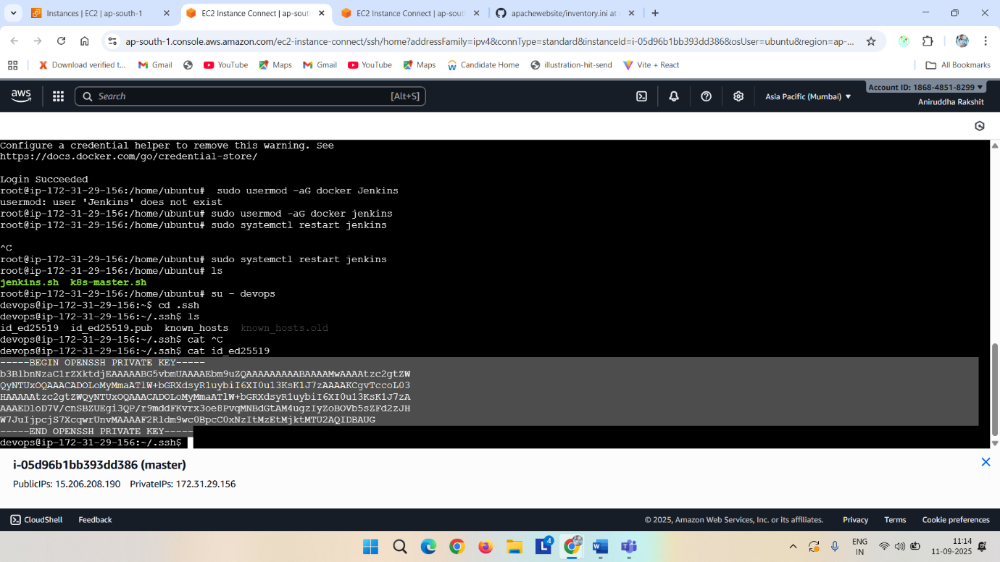 Instances | EC2 | ap-south-1
EC2 Instance Connect | ap-sout
EC2 Instance Connect | ap-sout
apachewebsite/inventory.ini at
ap-south-1.console.aws.amazon.com/ec2-instance-connect/ssh/home?addressFamily=ipv4&connType=standard&instanceId=i-05d96b1bb393dd386&osUser=ubuntu&region=ap-...
Download verified t... Gmail YouTube Maps Gmail YouTube Maps Candidate Home illustration-hit-send Vite + React All Bookmarks
aws Search [Alt+S] Asia Pacific (Mumbai) Account ID: 1868-4851-8299
Aniruddha Rakshit
Configure a credential helper to remove this warning. See
https://docs.docker.com/go/credential-store/
Login Succeeded
root@ip-172-31-29-156:/home/ubuntu#  sudo usermod -aG docker Jenkins
usermod: user 'Jenkins' does not exist
root@ip-172-31-29-156:/home/ubuntu# sudo usermod -aG docker jenkins
root@ip-172-31-29-156:/home/ubuntu# sudo systemctl restart jenkins
^C
root@ip-172-31-29-156:/home/ubuntu# sudo systemctl restart jenkins
root@ip-172-31-29-156:/home/ubuntu# ls
jenkins.sh  k8s-master.sh
root@ip-172-31-29-156:/home/ubuntu# su - devops
devops@ip-172-31-29-156:~$ cd .ssh
devops@ip-172-31-29-156:~/.ssh$ ls
id_ed25519  id_ed25519.pub  known_hosts  known_hosts.old
devops@ip-172-31-29-156:~/.ssh$ cat ^C
devops@ip-172-31-29-156:~/.ssh$ cat id_ed25519
-----BEGIN OPENSSH PRIVATE KEY-----
[private key body, 5 lines, deliberately omitted for security]
-----END OPENSSH PRIVATE KEY-----
devops@ip-172-31-29-156:~/.ssh$
i-05d96b1bb393dd386 (master)
PublicIPs: 15.206.208.190 PrivateIPs: 172.31.29.156
CloudShell Feedback © 2025, Amazon Web Services, Inc. or its affiliates. Privacy Terms Cookie preferences
4
L
W
ENG
IN
11:14
11-09-2025